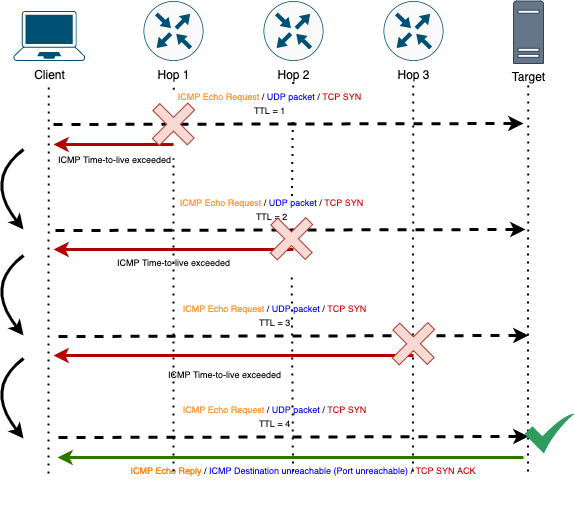 Client
Hop 1
Hop 2
Hop 3
Target
ICMP Echo Request / UDP packet / TCP SYN
TTL = 1
ICMP Time-to-live exceeded
ICMP Echo Request / UDP packet / TCP SYN
TTL = 2
ICMP Time-to-live exceeded
ICMP Echo Request / UDP packet / TCP SYN
TTL = 3
ICMP Time-to-live exceeded
ICMP Echo Request / UDP packet / TCP SYN
TTL = 4
ICMP Echo Reply / ICMP Destination unreachable (Port unreachable) / TCP SYN ACK